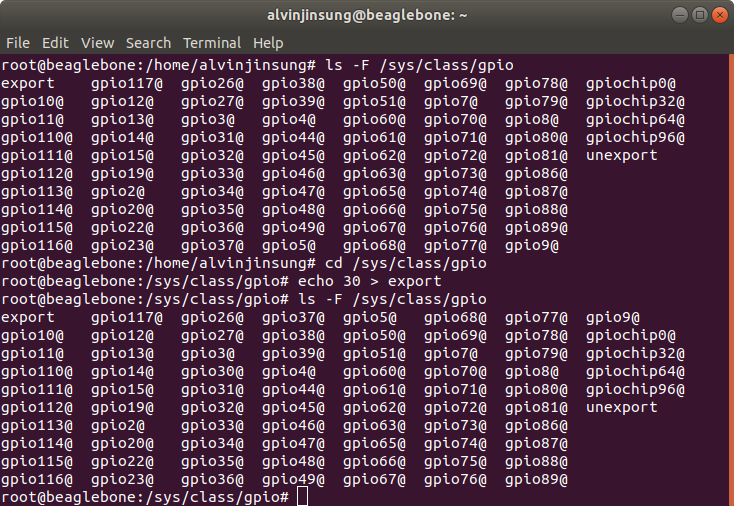 alvinjinsung@beaglebone: ~
File Edit View Search Terminal Help
root@beaglebone:/home/alvinjinsung# ls -F /sys/class/gpio
export gpio117@ gpio26@ gpio38@ gpio50@ gpio69@ gpio78@ gpiochip0@
gpio10@ gpio12@ gpio27@ gpio39@ gpio51@ gpio7@ gpio79@ gpiochip32@
gpio11@ gpio13@ gpio3@ gpio4@ gpio60@ gpio70@ gpio8@ gpiochip64@
gpio110@ gpio14@ gpio31@ gpio44@ gpio61@ gpio71@ gpio80@ gpiochip96@
gpio111@ gpio15@ gpio32@ gpio45@ gpio62@ gpio72@ gpio81@ unexport
gpio112@ gpio19@ gpio33@ gpio46@ gpio63@ gpio73@ gpio86@
gpio113@ gpio2@ gpio34@ gpio47@ gpio65@ gpio74@ gpio87@
gpio114@ gpio20@ gpio35@ gpio48@ gpio66@ gpio75@ gpio88@
gpio115@ gpio22@ gpio36@ gpio49@ gpio67@ gpio76@ gpio89@
gpio116@ gpio23@ gpio37@ gpio5@ gpio68@ gpio77@ gpio9@
root@beaglebone:/home/alvinjinsung# cd /sys/class/gpio
root@beaglebone:/sys/class/gpio# echo 30 > export
root@beaglebone:/sys/class/gpio# ls -F /sys/class/gpio
export gpio117@ gpio26@ gpio37@ gpio5@ gpio68@ gpio77@ gpio9@
gpio10@ gpio12@ gpio27@ gpio38@ gpio50@ gpio69@ gpio78@ gpiochip0@
gpio11@ gpio13@ gpio3@ gpio39@ gpio51@ gpio7@ gpio79@ gpiochip32@
gpio110@ gpio14@ gpio30@ gpio4@ gpio60@ gpio70@ gpio8@ gpiochip64@
gpio111@ gpio15@ gpio31@ gpio44@ gpio61@ gpio71@ gpio80@ gpiochip96@
gpio112@ gpio19@ gpio32@ gpio45@ gpio62@ gpio72@ gpio81@ unexport
gpio113@ gpio2@ gpio33@ gpio46@ gpio63@ gpio73@ gpio86@
gpio114@ gpio20@ gpio34@ gpio47@ gpio65@ gpio74@ gpio87@
gpio115@ gpio22@ gpio35@ gpio48@ gpio66@ gpio75@ gpio88@
gpio116@ gpio23@ gpio36@ gpio49@ gpio67@ gpio76@ gpio89@
root@beaglebone:/sys/class/gpio#